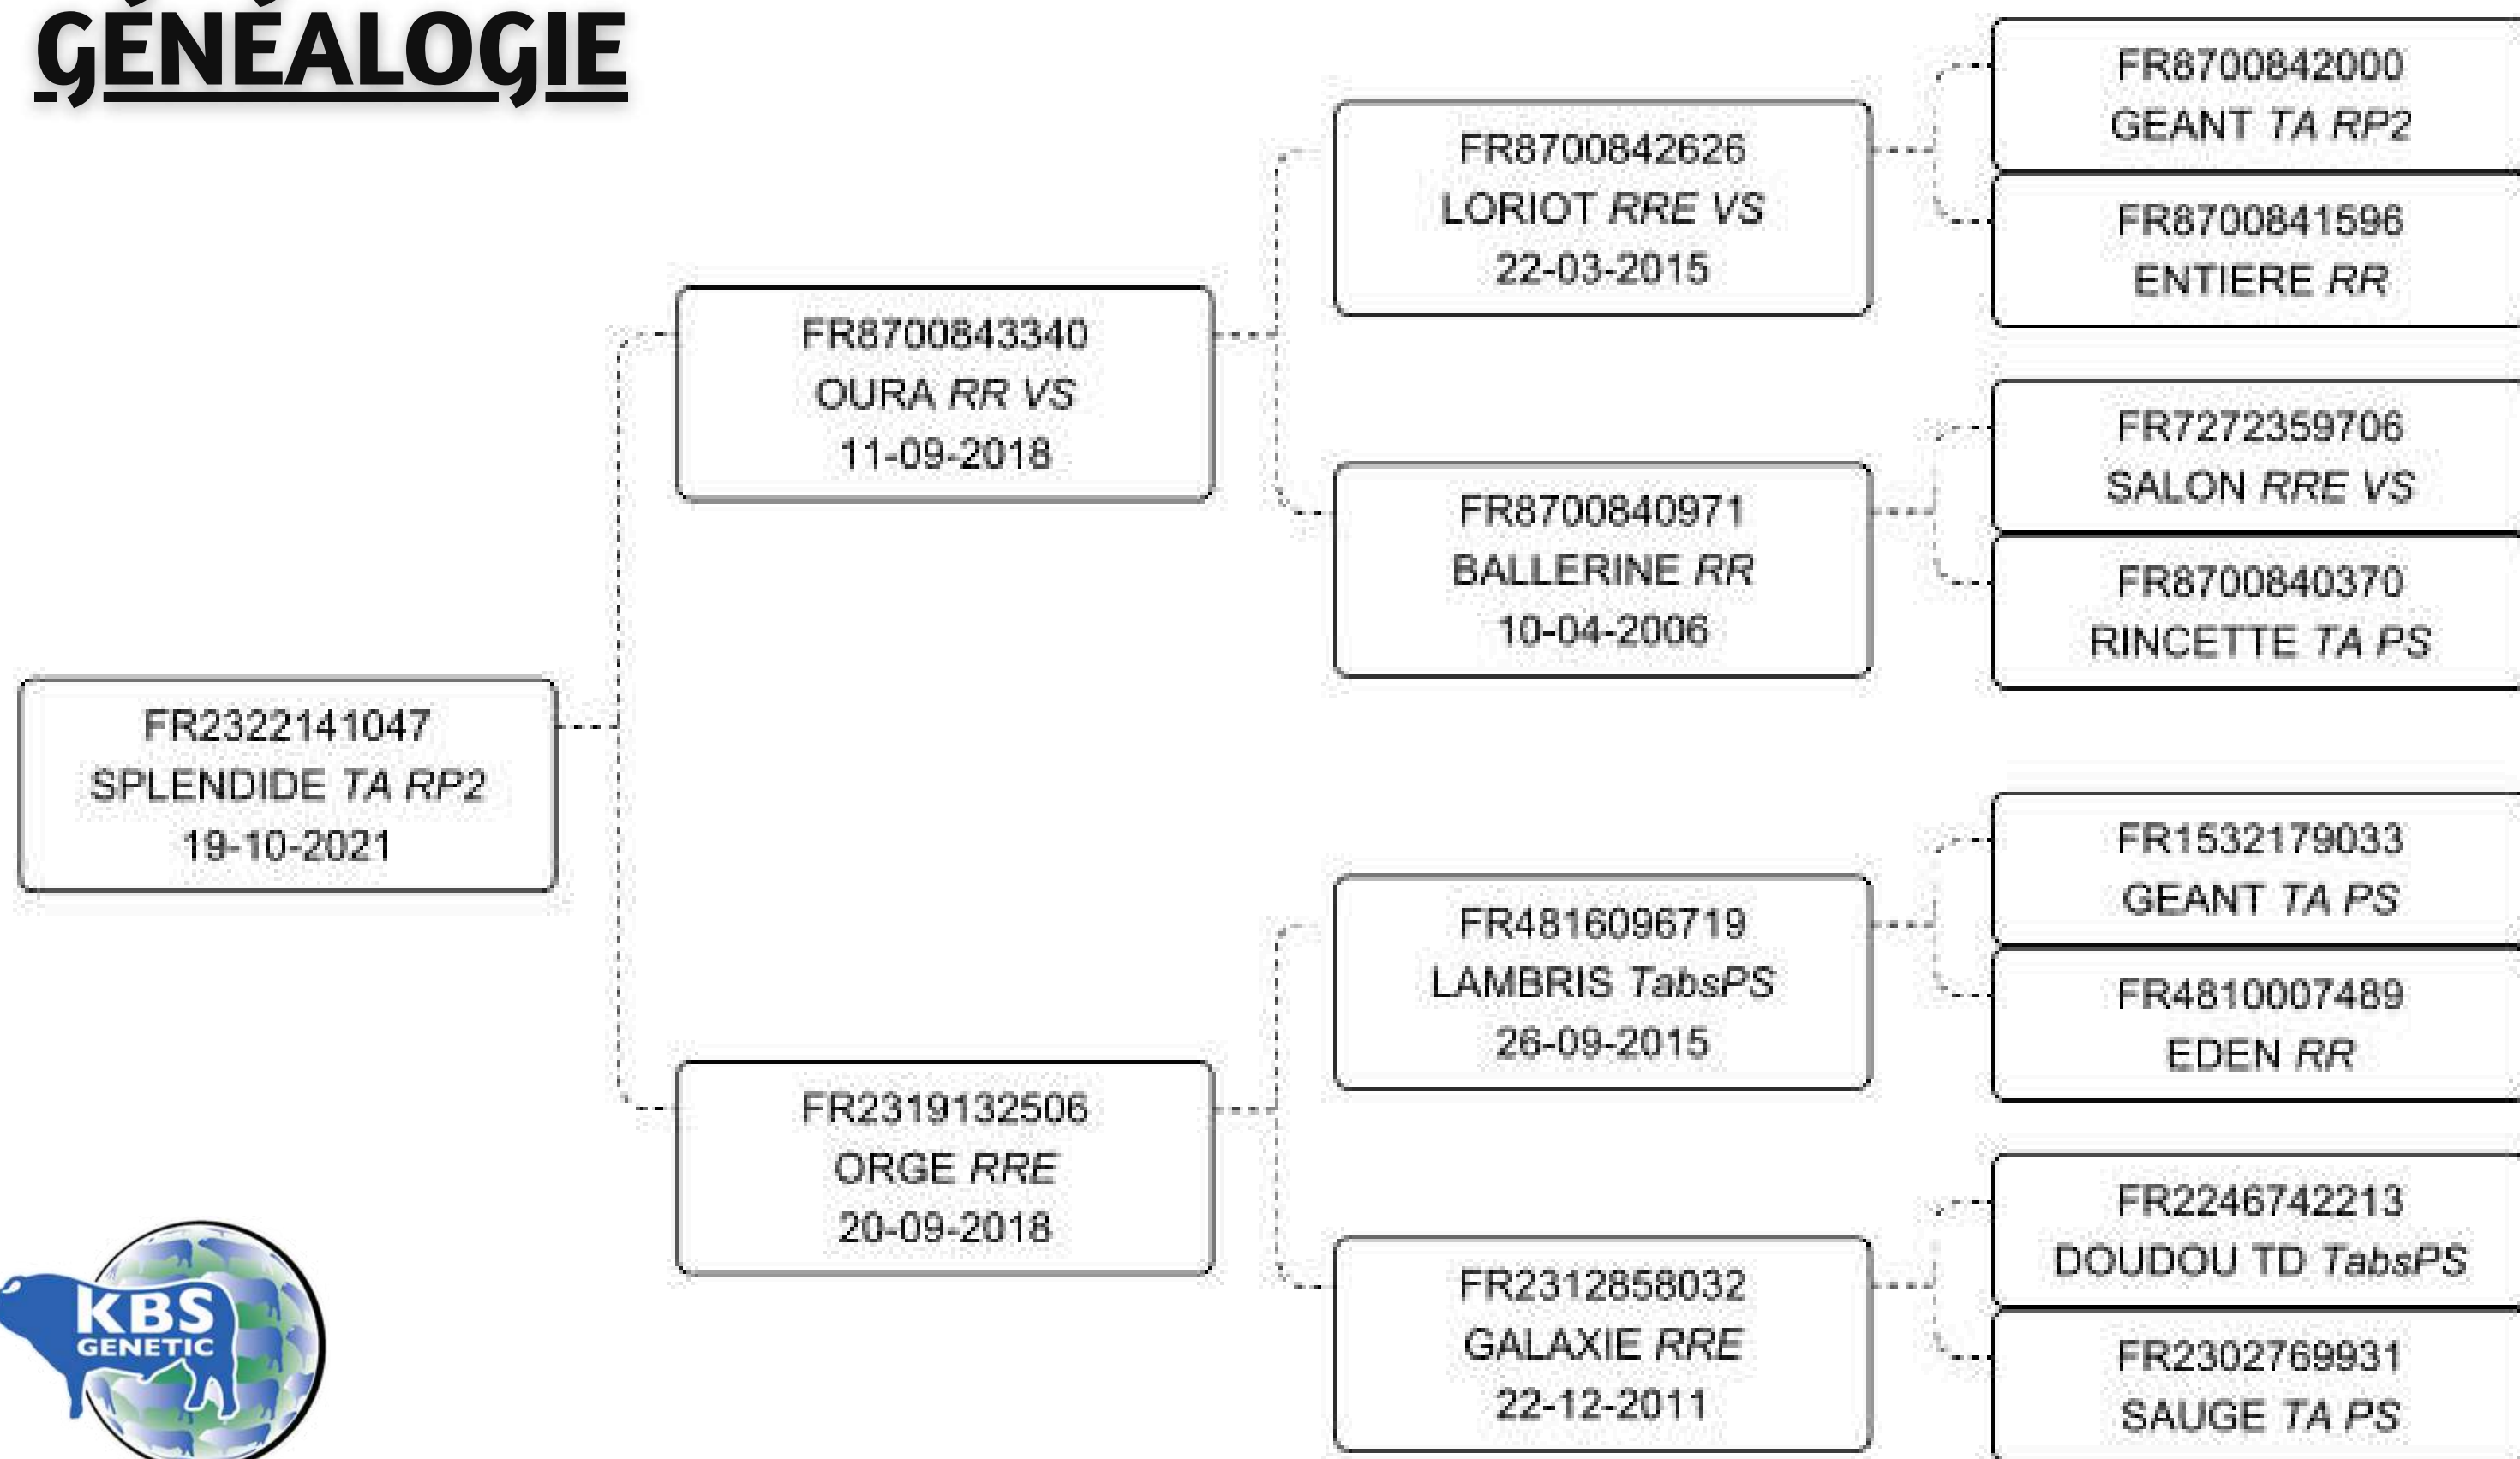 GÉNÉALOGIE
FR2322141047
SPLENDIDE TA RP2
19-10-2021
FR8700843340
OURA RR VS
11-09-2018
FR2319132506
ORGE RRE
20-09-2018
FR8700842626
LORIOT RRE VS
22-03-2015
FR8700840971
BALLERINE RR
10-04-2006
FR4816096719
LAMBRIS TabsPS
26-09-2015
FR2312858032
GALAXIE RRE
22-12-2011
FR8700842000
GEANT TA RP2
FR8700841596
ENTIERE RR
FR7272359706
SALON RRE VS
FR8700840370
RINCETTE TA PS
FR1532179033
GEANT TA PS
FR4810007489
EDEN RR
FR2246742213
DOUDOU TD TabsPS
FR2302769931
SAUGE TA PS
KBS
GENETIC